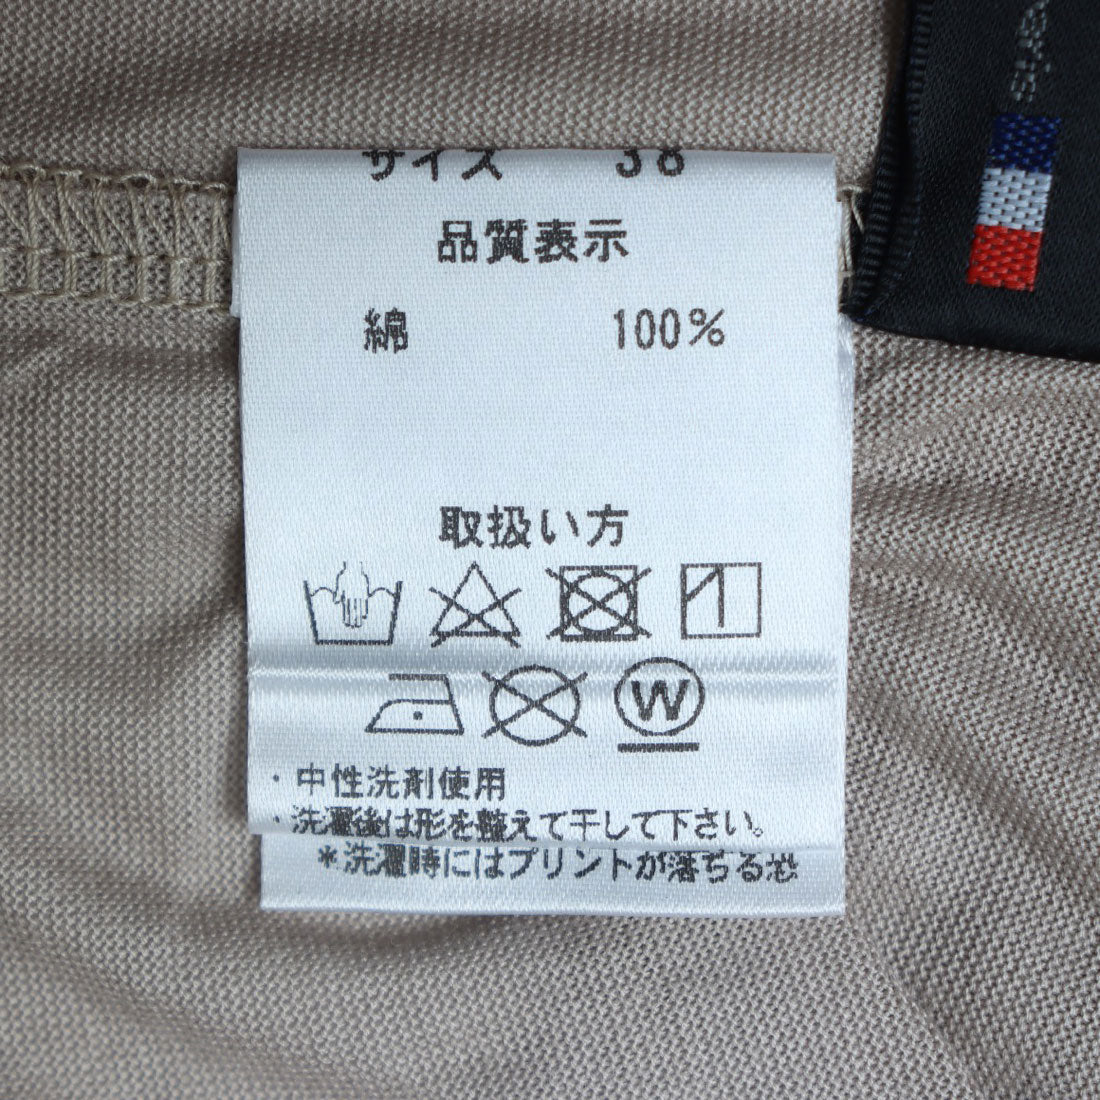 サイズ 38
品質表示
綿 100%
取扱い方
W
・中性洗剤使用
・洗濯後は形を整えて干して下さい。
*洗濯時にはプリントが落ちる恐